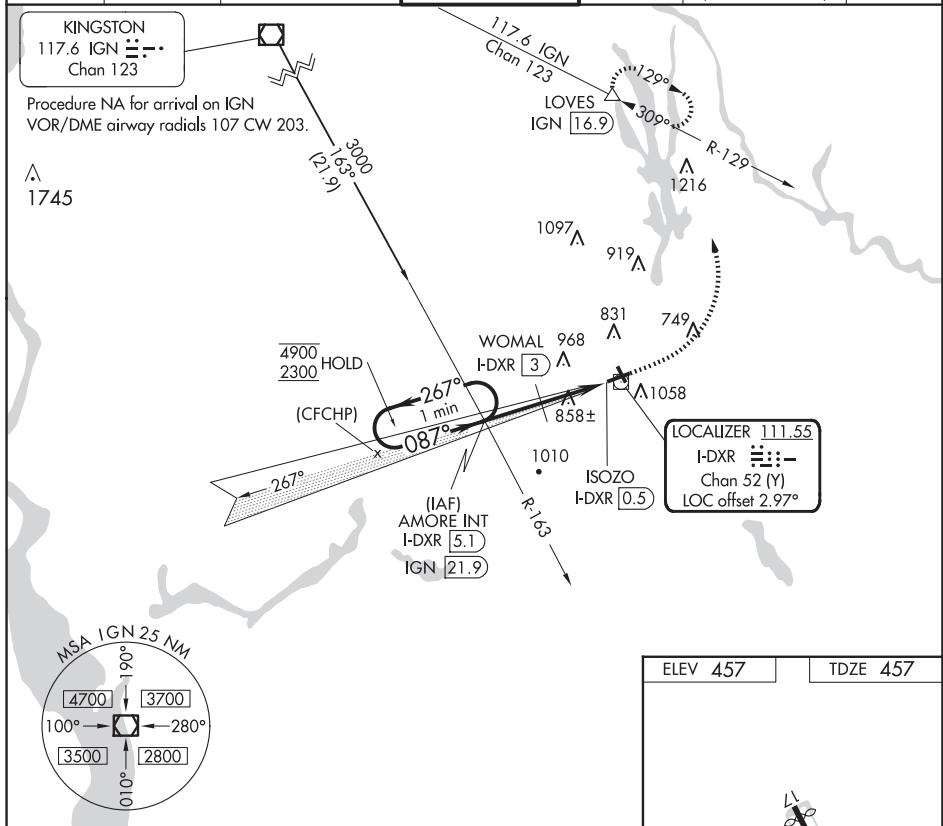 KINGSTON
117.6 IGN
Chan 123
Procedure NA for arrival on IGN
VOR/DME airway radials 107 CW 203.
1745
117.6 IGN
Chan 123
LOVES
IGN 16.9
129°
309°
R-129
1216
3000
163°
(21.9)
1097
919
831
749
WOMAL
I-DXR 3
968
4900
2300
HOLD
267°
1 min
087°
(CFCHP)
858±
1058
267°
1010
ISOZO
I-DXR 0.5
LOCALIZER 111.55
I-DXR
Chan 52 (Y)
LOC offset 2.97°
(IAF)
AMORE INT
I-DXR 5.1
IGN 21.9
R-163
MSA IGN 25 NM
190°
4700
3700
100°
280°
3500
2800
010°
ELEV 457
TDZE 457
17